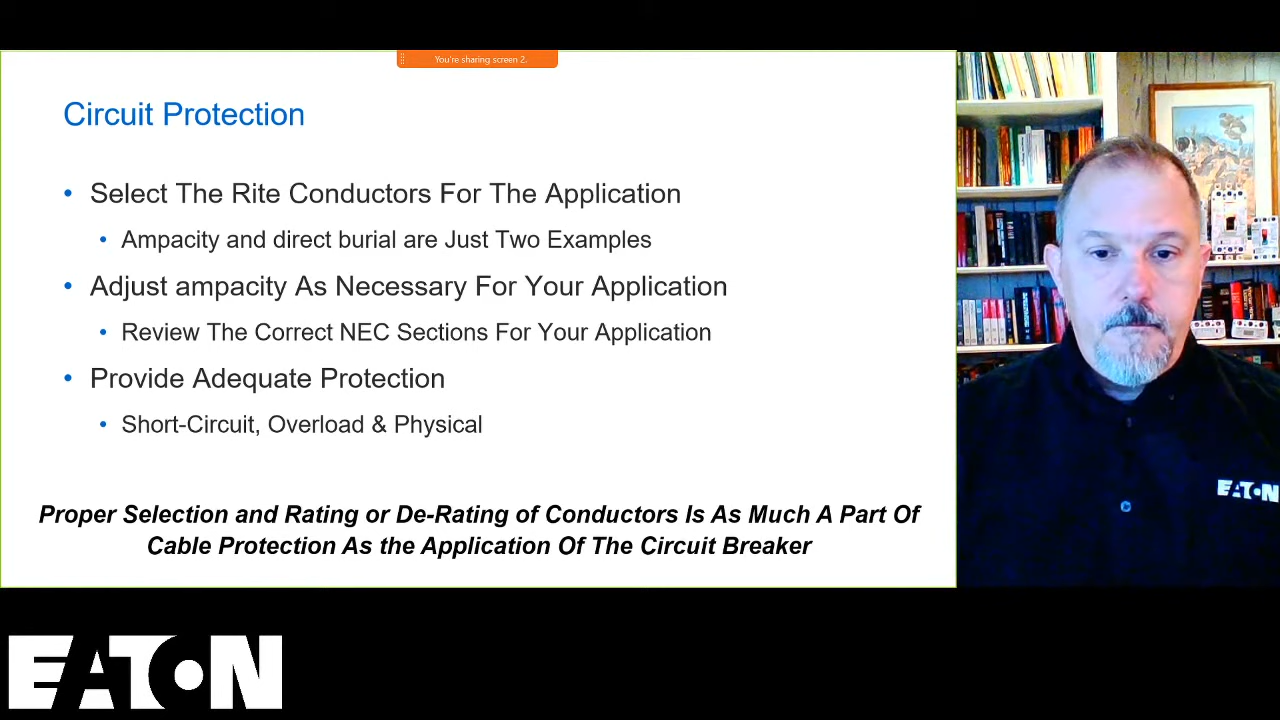 You're sharing screen 2.
Circuit Protection
• Select The Rite Conductors For The Application
• Ampacity and direct burial are Just Two Examples
• Adjust ampacity As Necessary For Your Application
• Review The Correct NEC Sections For Your Application
• Provide Adequate Protection
• Short-Circuit, Overload & Physical
Proper Selection and Rating or De-Rating of Conductors Is As Much A Part Of
Cable Protection As the Application Of The Circuit Breaker
EATON
EATON